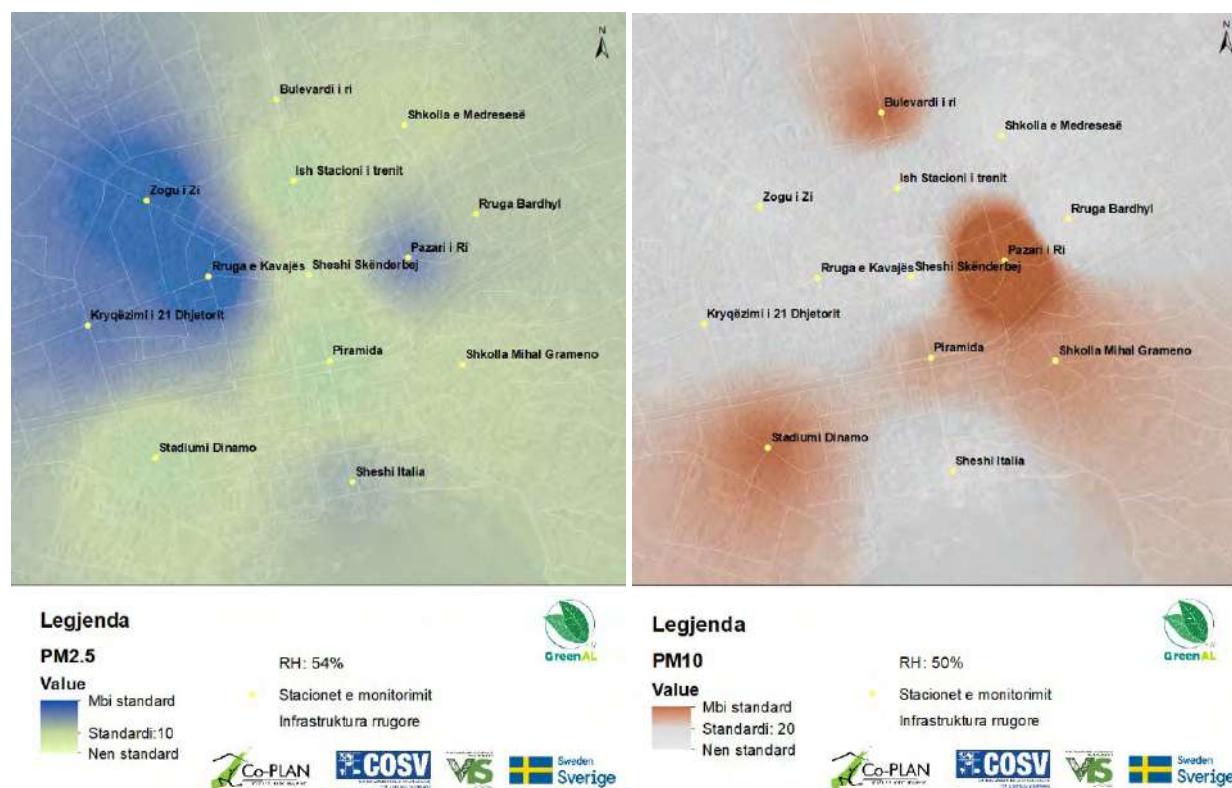 N
Bulevardi i ri
Shkolla e Medresesë
Ish Stacioni i trenit
Zogu i Zi
Rruga Bardhyl
Pazari i Ri
Rruga e Kavajës
Sheshi Skënderbej
Kryqëzimi i 21 Dhjetorit
Piramida
Shkolla Mihal Grameno
Stadiumi Dinamo
Sheshi Italia
Legjenda
PM2.5
Value
Mbi standard
Standardi:10
Nen standard
RH: 54%
Stacionet e monitorimit
Infrastruktura rrugore
GreenAL
Co-PLAN
COSV
VIS
Sweden
Sverige
N
Bulevardi i ri
Shkolla e Medresesë
Ish Stacioni i trenit
Zogu i Zi
Rruga Bardhyl
Pazari i Ri
Rruga e Kavajës
Sheshi Skënderbej
Kryqëzimi i 21 Dhjetorit
Piramida
Shkolla Mihal Grameno
Stadiumi Dinamo
Sheshi Italia
Legjenda
PM10
Value
Mbi standard
Standardi: 20
Nen standard
RH: 50%
Stacionet e monitorimit
Infrastruktura rrugore
GreenAL
Co-PLAN
COSV
VIS
Sweden
Sverige